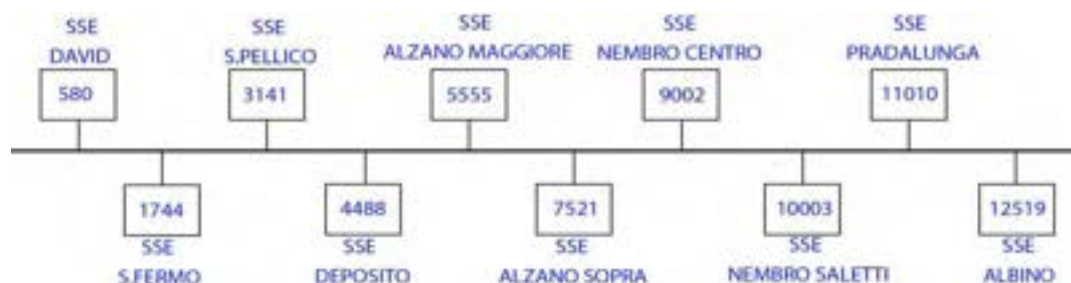 SSE
DAVID
580
SSE
S.PELLICO
3141
SSE
ALZANO MAGGIORE
5555
SSE
NEMBRO CENTRO
9002
SSE
PRADALUNGA
11010
1744
SSE
S.FERMO
4488
SSE
DEPOSITO
7521
SSE
ALZANO SOPRA
10003
SSE
NEMBRO SALETTI
12519
SSE
ALBINO